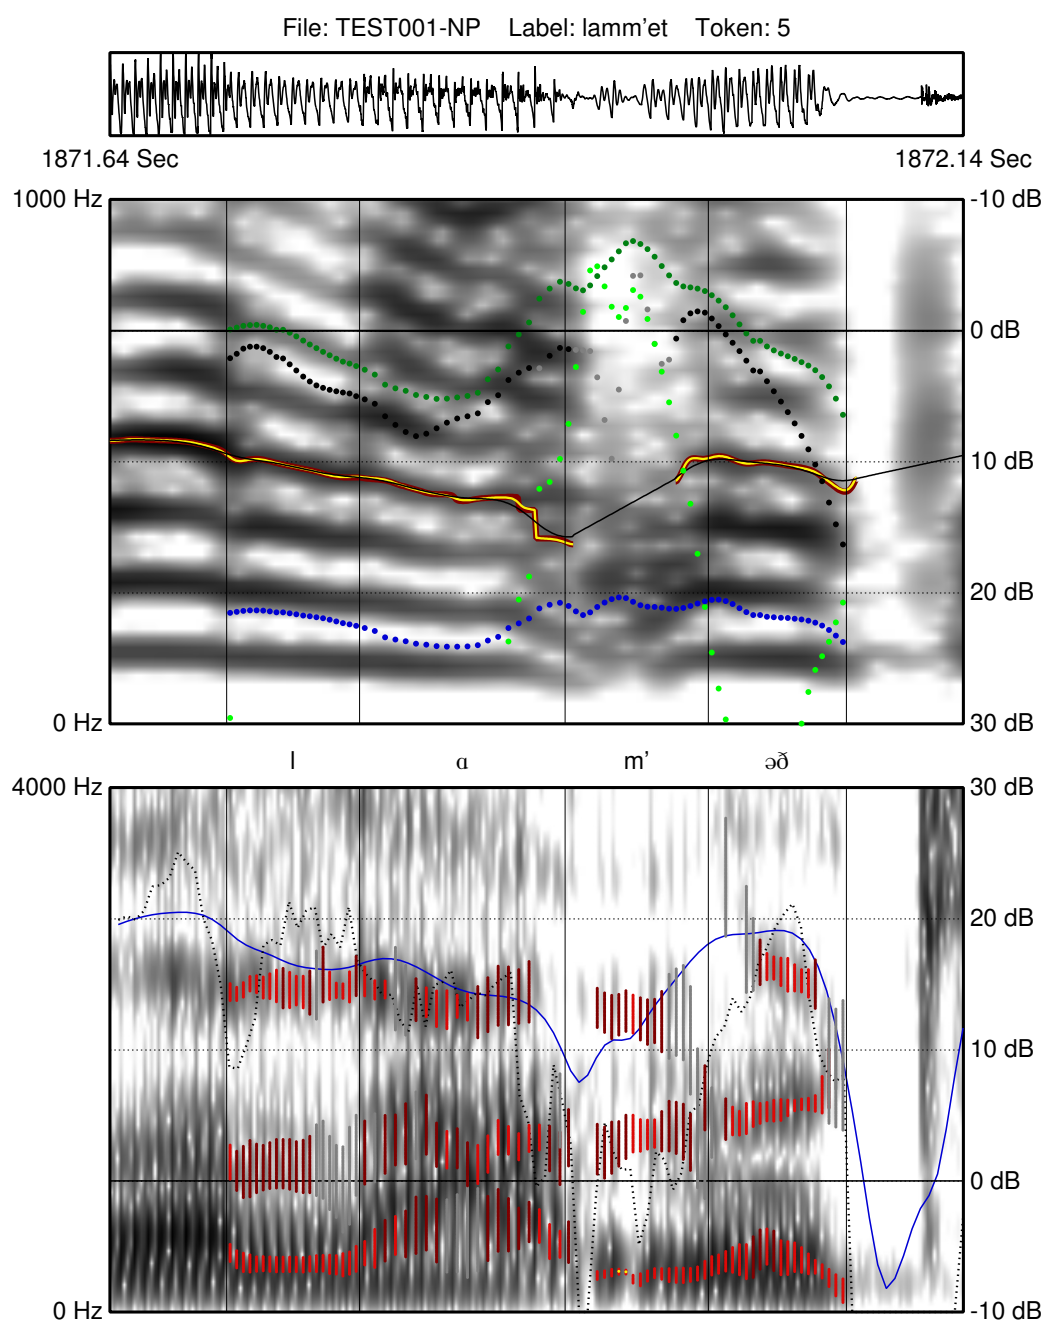 File: TEST001-NP Label: lamm'et Token: 5
1871.64 Sec 1872.14 Sec
1000 Hz -10 dB
0 dB
10 dB
20 dB
0 Hz 30 dB
l ɑ m' əð
4000 Hz 30 dB
20 dB
10 dB
0 dB
0 Hz -10 dB